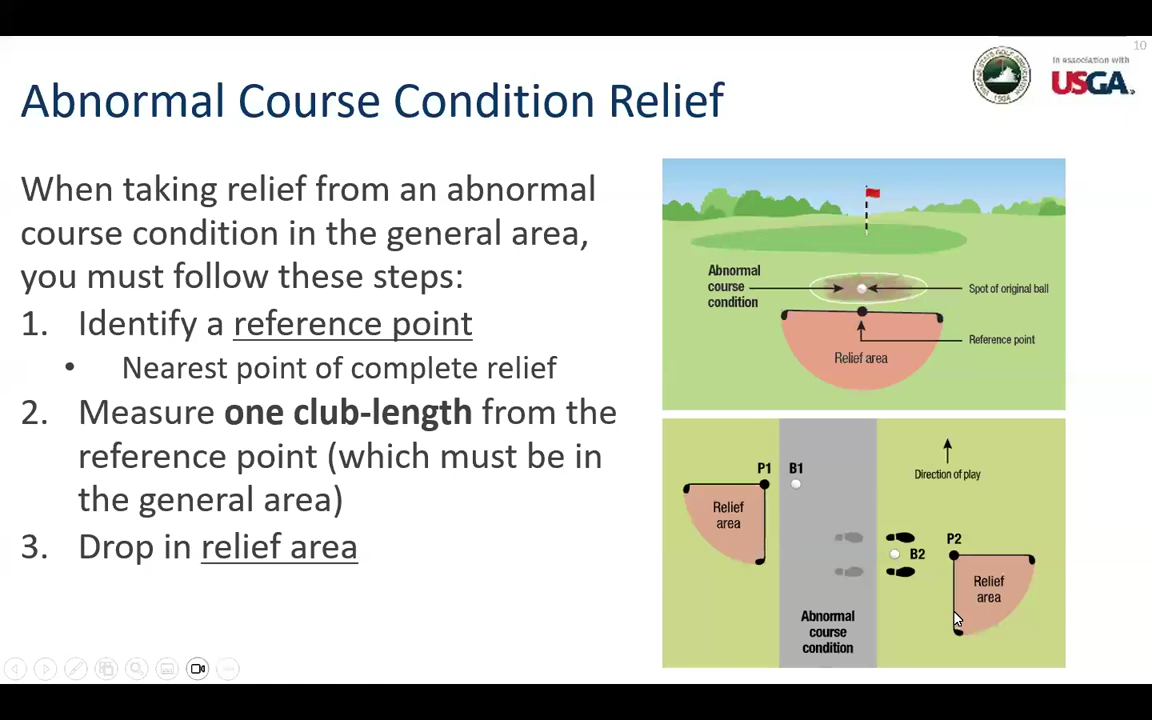 10
In association with
USGA
Abnormal Course Condition Relief
When taking relief from an abnormal
course condition in the general area,
you must follow these steps:
1. Identify a reference point
• Nearest point of complete relief
2. Measure one club-length from the
reference point (which must be in
the general area)
3. Drop in relief area
Abnormal
course
condition
Spot of original ball
Reference point
Relief area
P1 B1
Relief
area
Direction of play
P2
B2
Relief
area
Abnormal
course
condition